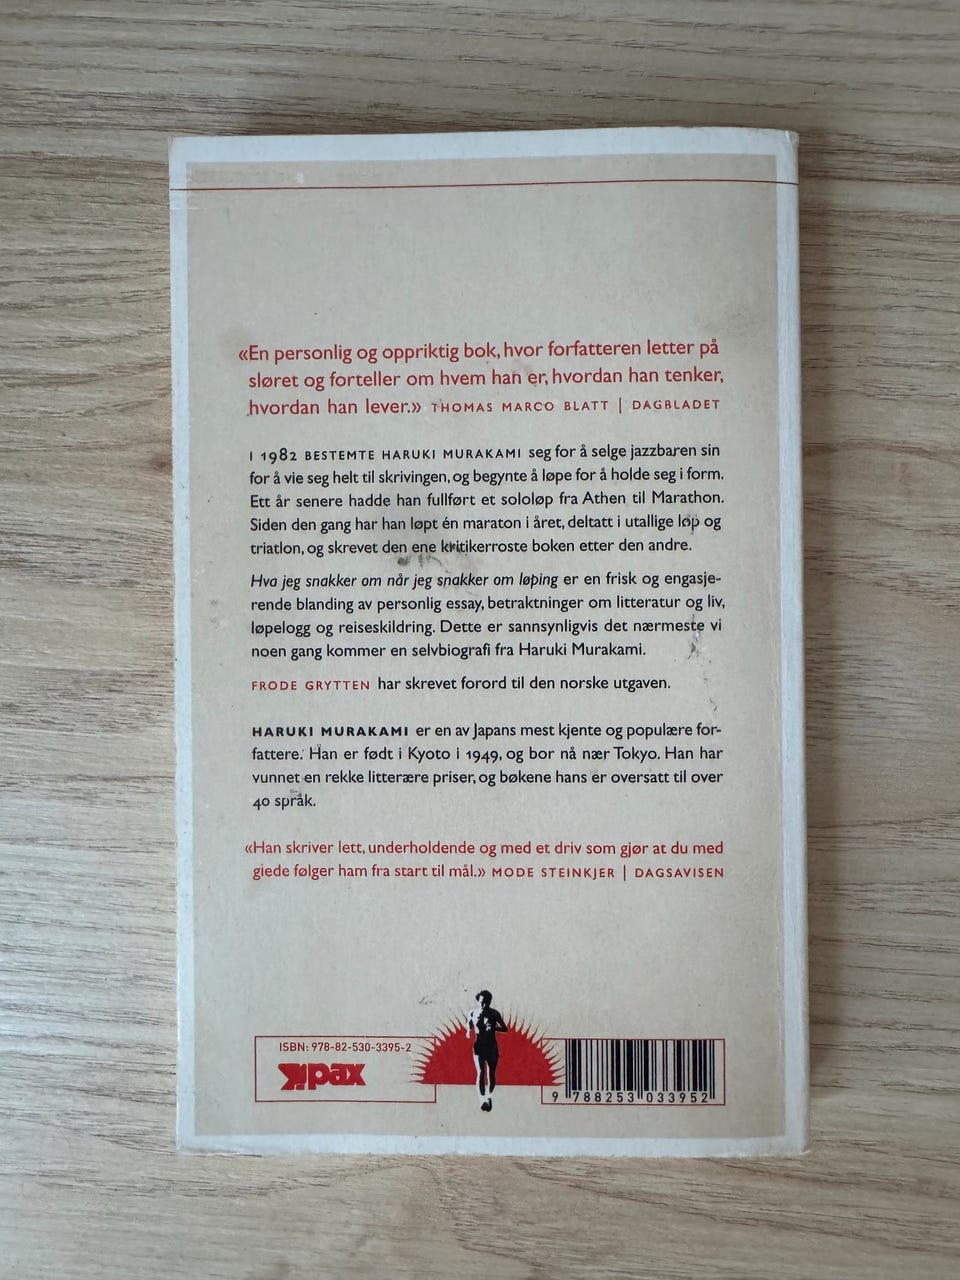 «En personlig og oppriktig bok, hvor forfatteren letter på
sløret og forteller om hvem han er, hvordan han tenker,
hvordan han lever.» THOMAS MARCO BLATT | DAGBLADET
I 1982 BESTEMTE HARUKI MURAKAMI seg for å selge jazzbaren sin
for å vie seg helt til skrivingen, og begynte å løpe for å holde seg i form.
Ett år senere hadde han fullført et sololøp fra Athen til Marathon.
Siden den gang har han løpt én maraton i året, deltatt i utallige løp og
triatlon, og skrevet den ene kritikerroste boken etter den andre.
Hva jeg snakker om når jeg snakker om løping er en frisk og engasje-
rende blanding av personlig essay, betraktninger om litteratur og liv,
løpelogg og reiseskildring. Dette er sannsynligvis det nærmeste vi
noen gang kommer en selvbiografi fra Haruki Murakami.
FRODE GRYTTEN har skrevet forord til den norske utgaven.
HARUKI MURAKAMI er en av Japans mest kjente og populære for-
fattere. Han er født i Kyoto i 1949, og bor nå nær Tokyo. Han har
vunnet en rekke litterære priser, og bøkene hans er oversatt til over
40 språk.
«Han skriver lett, underholdende og med et driv som gjør at du med
giede følger ham fra start til mål.» MODE STEINKJER | DAGSAVISEN
ISBN: 978-82-530-3395-2
pax
9 788253 033952